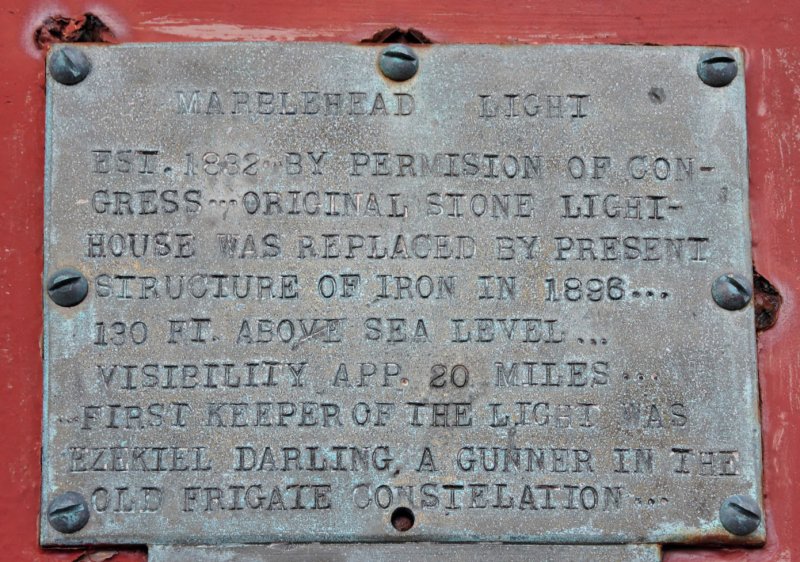 MARBLEHEAD LIGHT
EST. 1832 ... BY PERMISION OF CON-
GRESS ... ORIGINAL STONE LIGHT-
HOUSE WAS REPLACED BY PRESENT
STRUCTURE OF IRON IN 1896 ...
130 FT. ABOVE SEA LEVEL ...
VISIBILITY APP. 20 MILES ...
... FIRST KEEPER OF THE LIGHT WAS
EZEKIEL DARLING, A GUNNER IN THE
OLD FRIGATE CONSTELATION ...